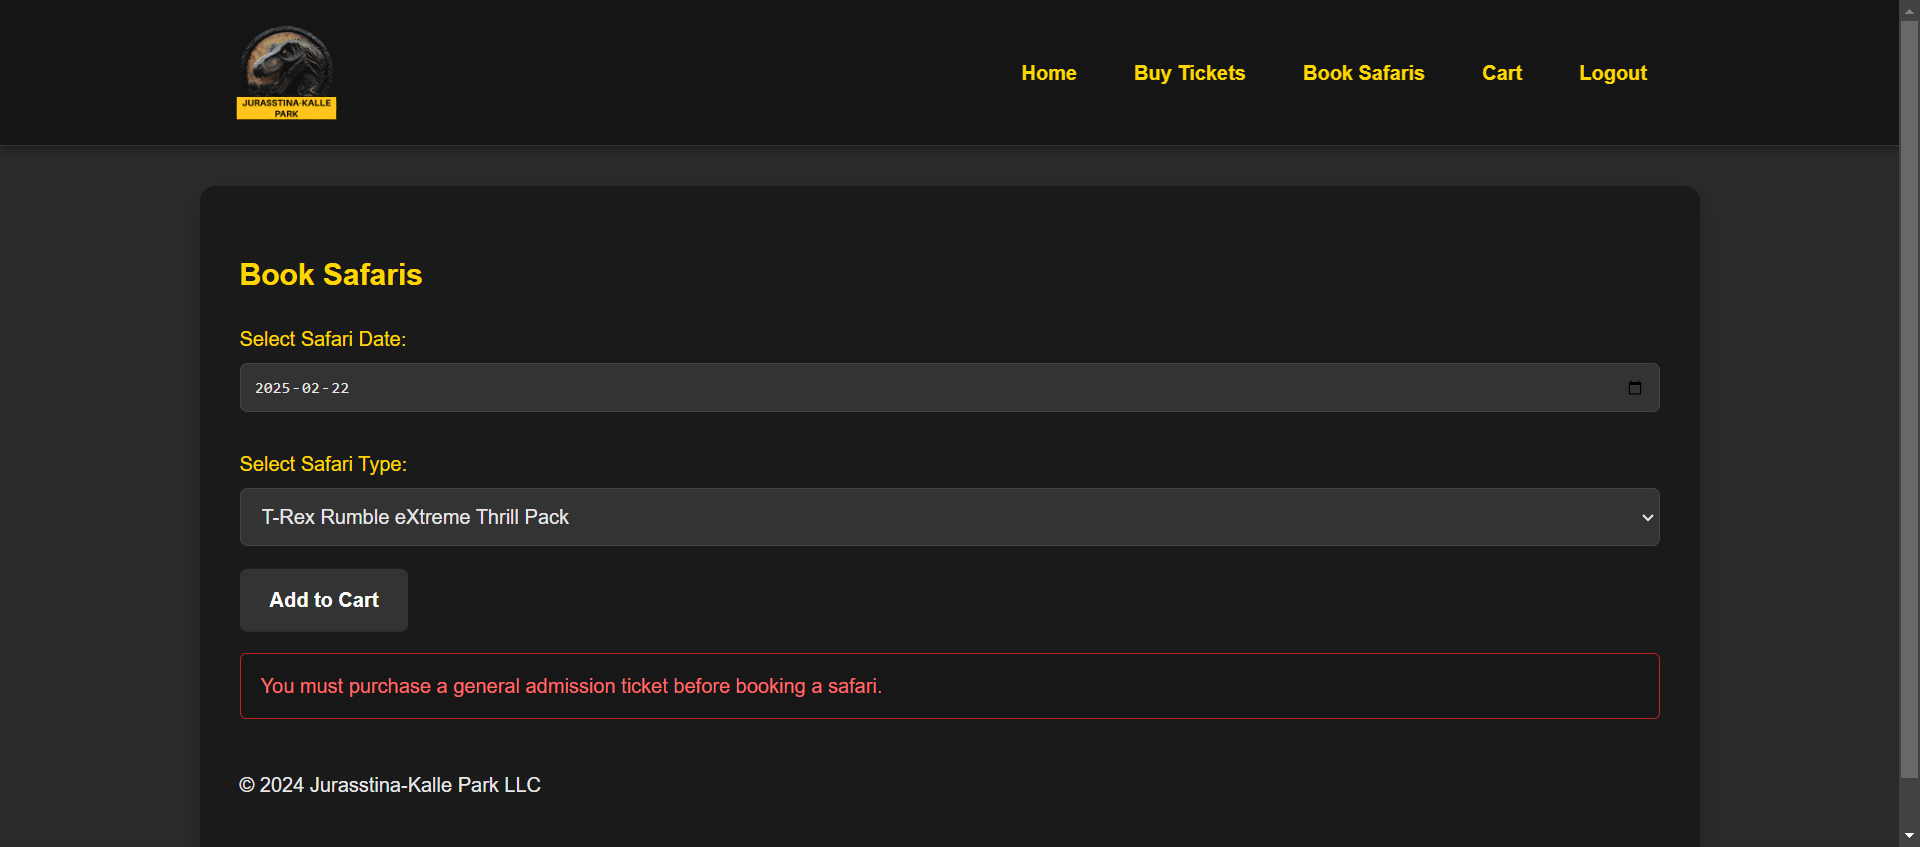 JURASSTINA-KALLE
PARK
Home
Buy Tickets
Book Safaris
Cart
Logout
Book Safaris
Select Safari Date:
2025-02-22
Select Safari Type:
T-Rex Rumble eXtreme Thrill Pack
Add to Cart
You must purchase a general admission ticket before booking a safari.
© 2024 Jurasstina-Kalle Park LLC